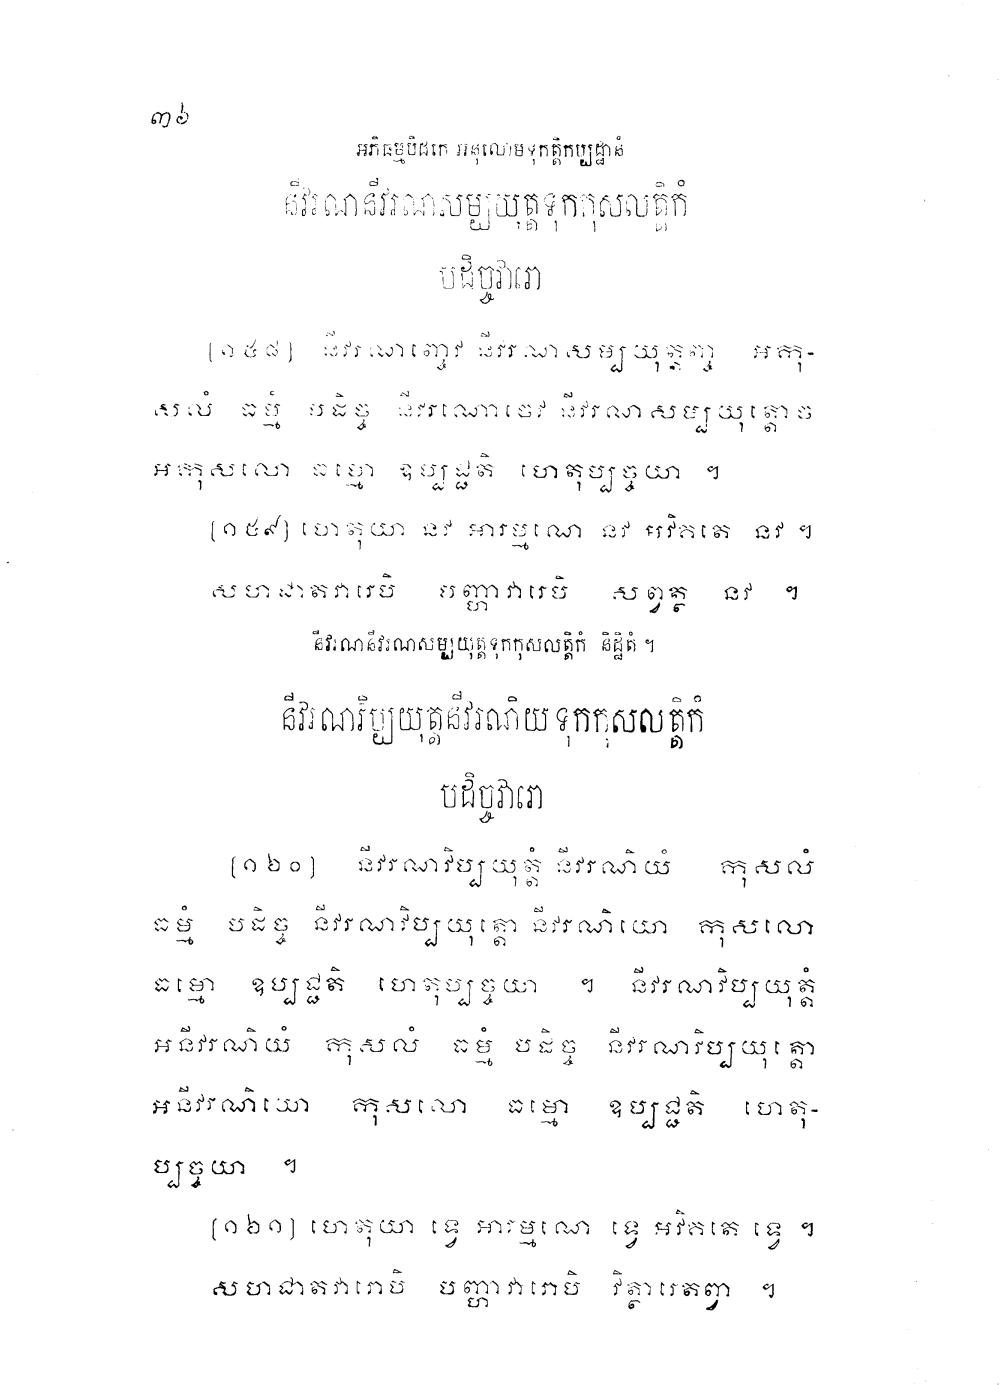 ៣៦
អភិធម្មបិដកេ អនុលោមទុកត្តិកប្បដ្ឋានំ
នីវរណនីវរណសម្បយុត្តទុកកុសលត្តិកំ
បដិច្ចវារោ
[១៥៨] នីវរណញ្ចេវ នីវរណសម្បយុត្តញ្ច អកុ-
សលំ ធម្មំ បដិច្ច នីវរណោចេវ នីវរណសម្បយុត្តោច
អកុសលោ ធម្មោ ឧប្បជ្ជតិ ហេតុប្បច្ចយា ។
[១៥៩] ហេតុយា នវ អារម្មណេ នវ អវិគតេ នវ ។
សហជាតវារេបិ បញ្ហាវារេបិ សព្វត្ថ នវ ។
នីវរណនីវរណសម្បយុត្តទុកកុសលត្តិកំ និដ្ឋិតំ ។
នីវរណវិប្បយុត្តនីវរណិយទុកកុសលត្តិកំ
បដិច្ចវារោ
[១៦០] នីវរណវិប្បយុត្តំ នីវរណិយំ កុសលំ
ធម្មំ បដិច្ច នីវរណវិប្បយុត្តោ នីវរណិយោ កុសលោ
ធម្មោ ឧប្បជ្ជតិ ហេតុប្បច្ចយា ។ នីវរណវិប្បយុត្តំ
អនីវរណិយំ កុសលំ ធម្មំ បដិច្ច នីវរណវិប្បយុត្តោ
អនីវរណិយោ កុសលោ ធម្មោ ឧប្បជ្ជតិ ហេតុ-
ប្បច្ចយា ។
[១៦១] ហេតុយា ទ្វេ អារម្មណេ ទ្វេ អវិគតេ ទ្វេ ។
សហជាតវារោបិ បញ្ហាវារោបិ វិត្ថារេតព្វា ។